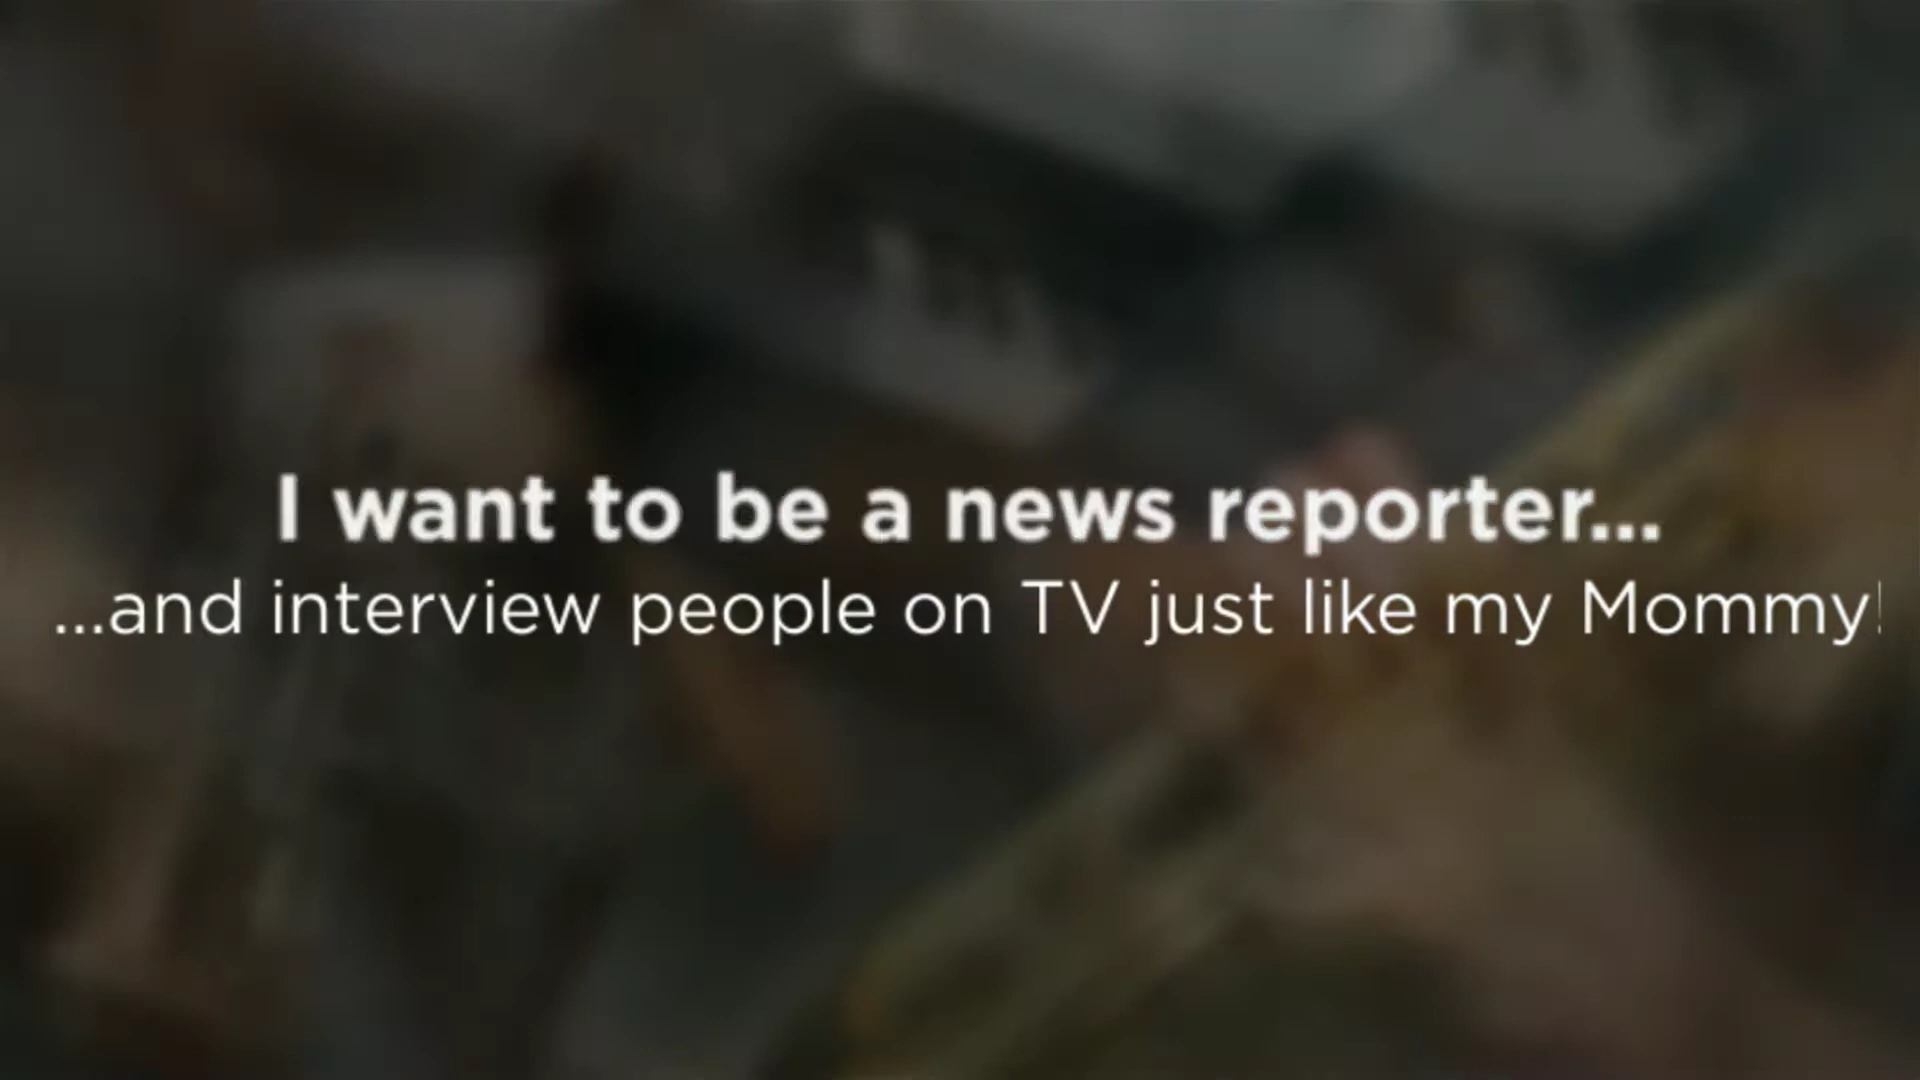 I want to be a news reporter...
...and interview people on TV just like my Mommy!